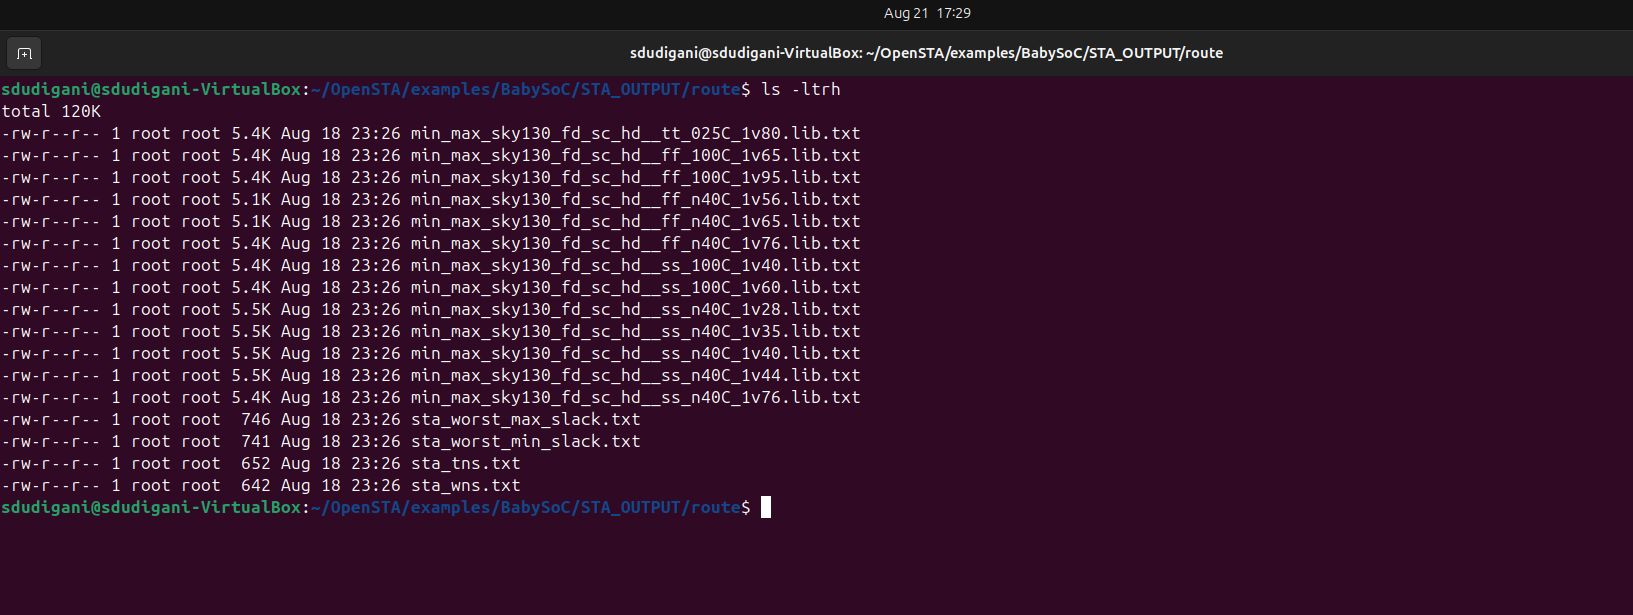 Aug 21 17:29
sdudigani@sdudigani-VirtualBox: ~/OpenSTA/examples/BabySoC/STA_OUTPUT/route
sdudigani@sdudigani-VirtualBox:~/OpenSTA/examples/BabySoC/STA_OUTPUT/route$ ls -ltrh
total 120K
-rw-r--r-- 1 root root 5.4K Aug 18 23:26 min_max_sky130_fd_sc_hd__tt_025C_1v80.lib.txt
-rw-r--r-- 1 root root 5.4K Aug 18 23:26 min_max_sky130_fd_sc_hd__ff_100C_1v65.lib.txt
-rw-r--r-- 1 root root 5.4K Aug 18 23:26 min_max_sky130_fd_sc_hd__ff_100C_1v95.lib.txt
-rw-r--r-- 1 root root 5.1K Aug 18 23:26 min_max_sky130_fd_sc_hd__ff_n40C_1v56.lib.txt
-rw-r--r-- 1 root root 5.1K Aug 18 23:26 min_max_sky130_fd_sc_hd__ff_n40C_1v65.lib.txt
-rw-r--r-- 1 root root 5.4K Aug 18 23:26 min_max_sky130_fd_sc_hd__ff_n40C_1v76.lib.txt
-rw-r--r-- 1 root root 5.4K Aug 18 23:26 min_max_sky130_fd_sc_hd__ss_100C_1v40.lib.txt
-rw-r--r-- 1 root root 5.4K Aug 18 23:26 min_max_sky130_fd_sc_hd__ss_100C_1v60.lib.txt
-rw-r--r-- 1 root root 5.5K Aug 18 23:26 min_max_sky130_fd_sc_hd__ss_n40C_1v28.lib.txt
-rw-r--r-- 1 root root 5.5K Aug 18 23:26 min_max_sky130_fd_sc_hd__ss_n40C_1v35.lib.txt
-rw-r--r-- 1 root root 5.5K Aug 18 23:26 min_max_sky130_fd_sc_hd__ss_n40C_1v40.lib.txt
-rw-r--r-- 1 root root 5.5K Aug 18 23:26 min_max_sky130_fd_sc_hd__ss_n40C_1v44.lib.txt
-rw-r--r-- 1 root root 5.4K Aug 18 23:26 min_max_sky130_fd_sc_hd__ss_n40C_1v76.lib.txt
-rw-r--r-- 1 root root  746 Aug 18 23:26 sta_worst_max_slack.txt
-rw-r--r-- 1 root root  741 Aug 18 23:26 sta_worst_min_slack.txt
-rw-r--r-- 1 root root  652 Aug 18 23:26 sta_tns.txt
-rw-r--r-- 1 root root  642 Aug 18 23:26 sta_wns.txt
sdudigani@sdudigani-VirtualBox:~/OpenSTA/examples/BabySoC/STA_OUTPUT/route$